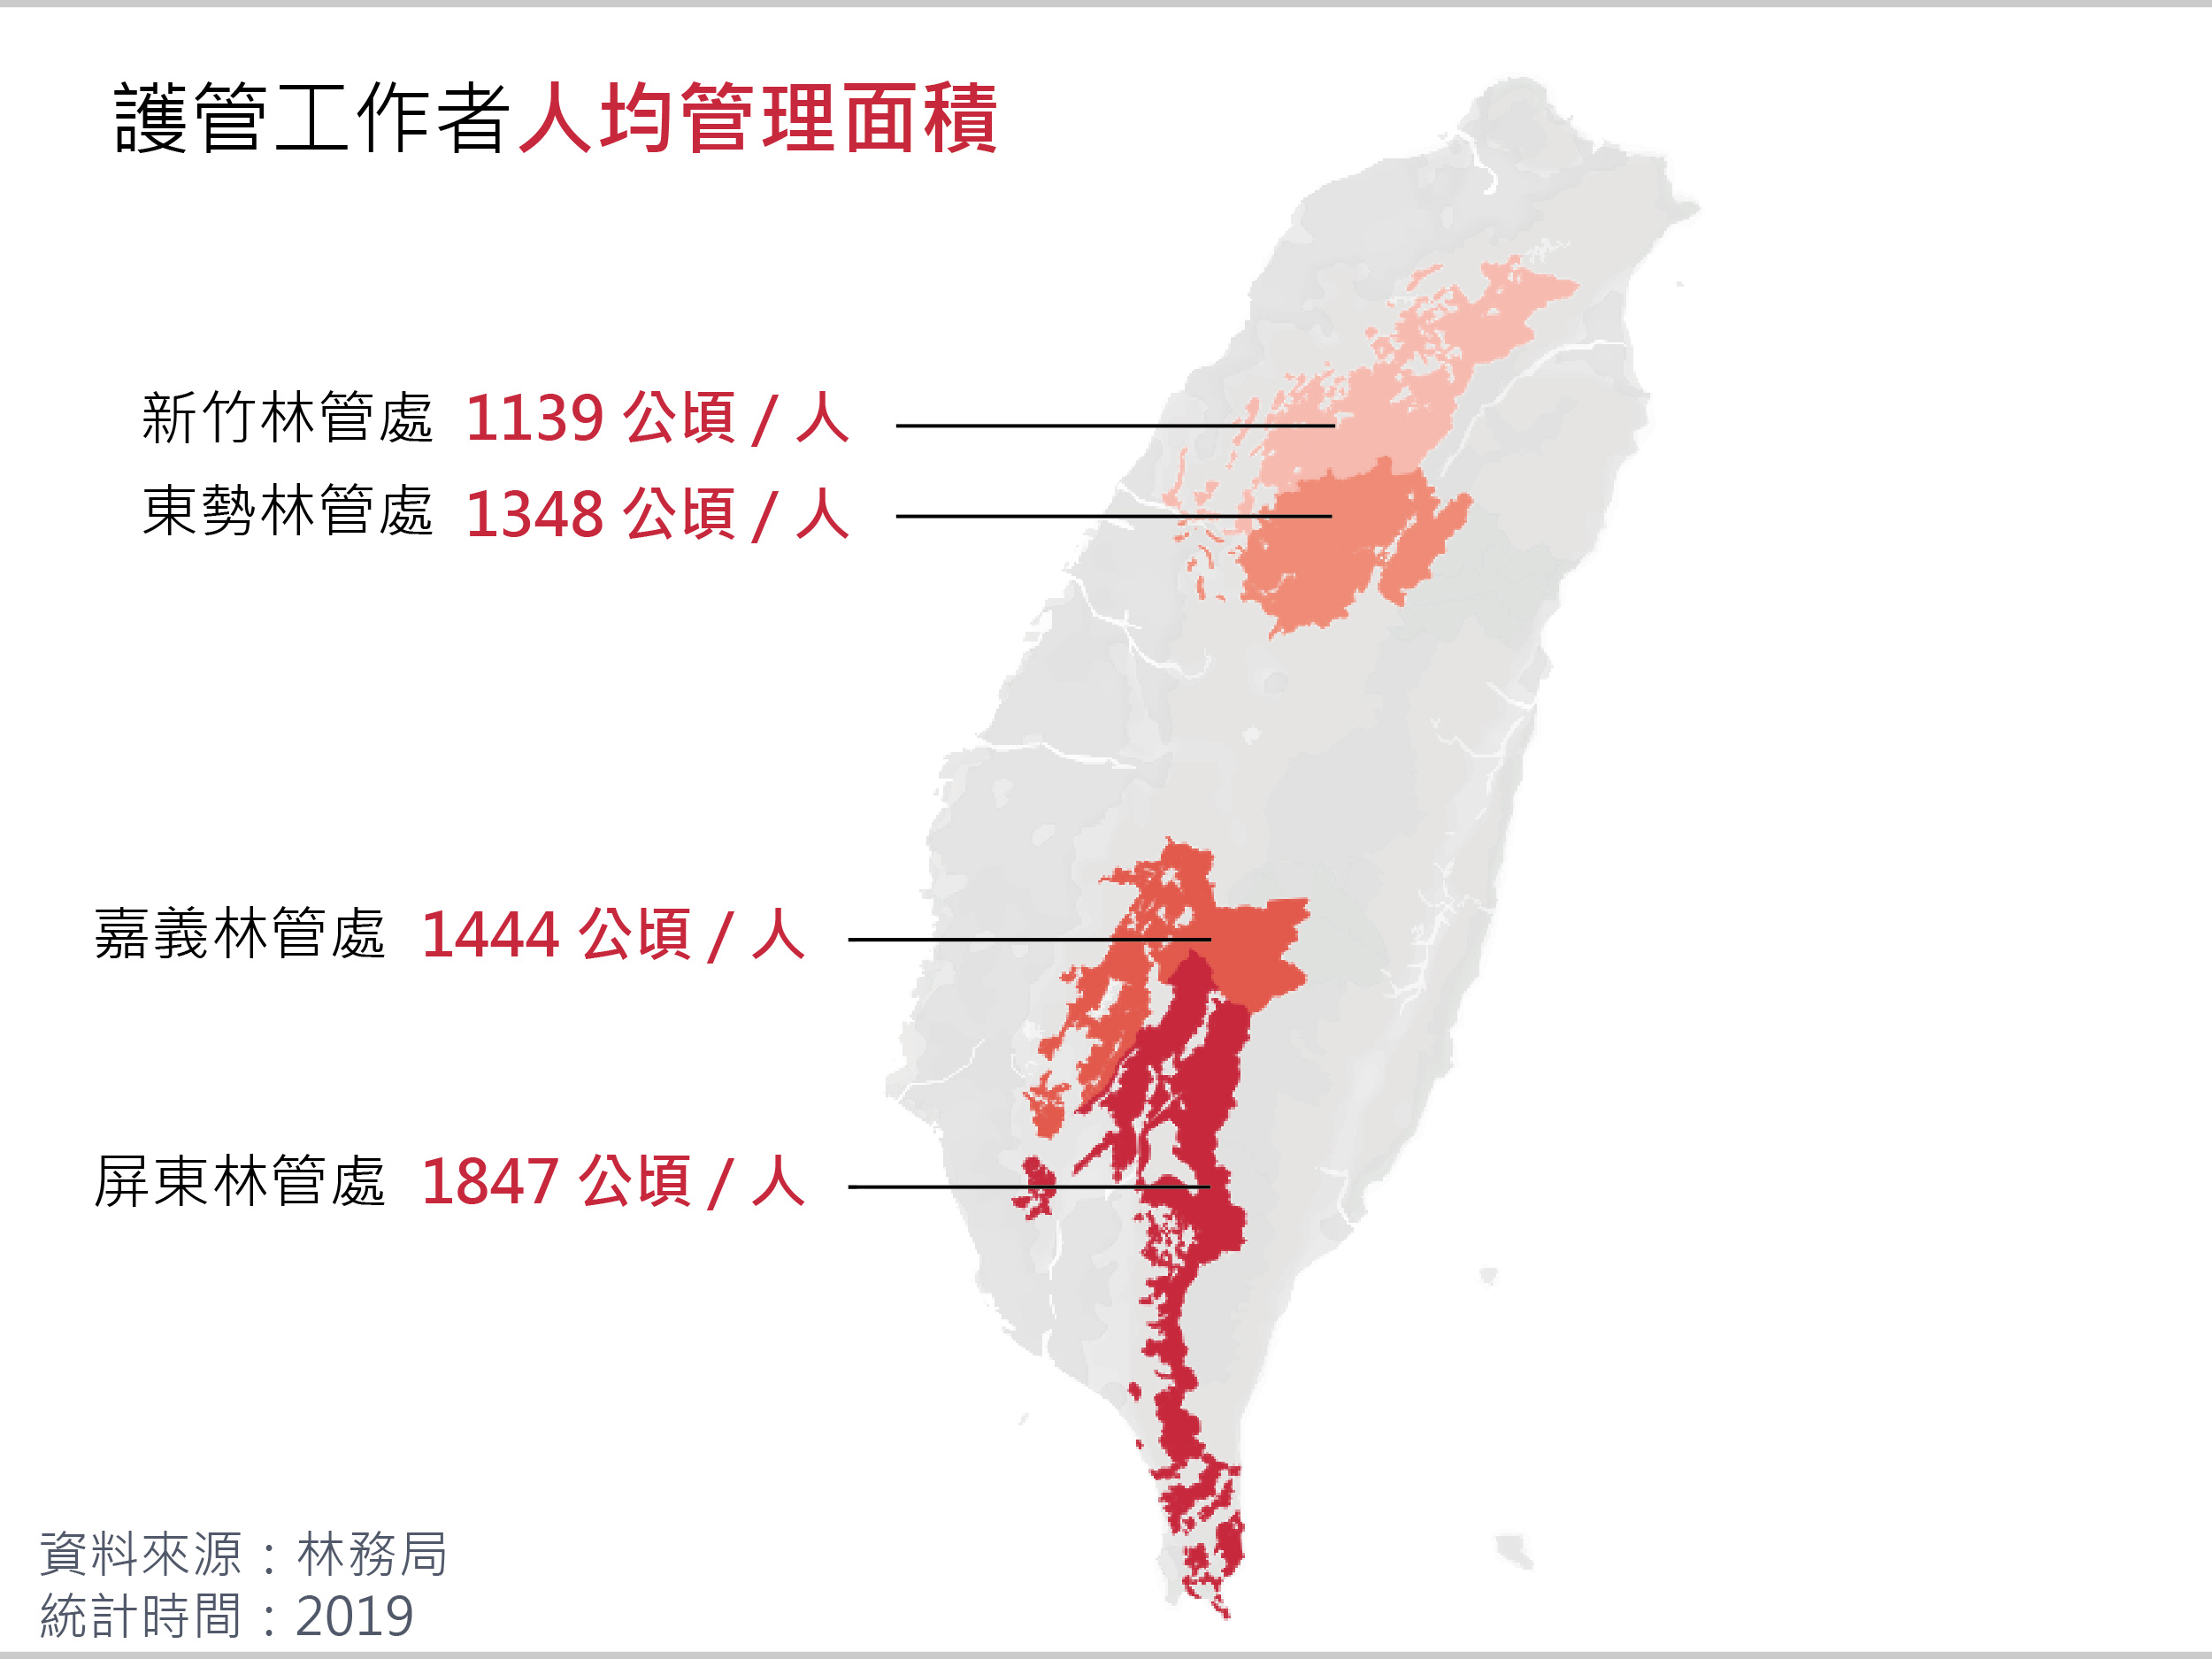 護管工作者人均管理面積
新竹林管處 1139 公頃 / 人
東勢林管處 1348 公頃 / 人
嘉義林管處 1444 公頃 / 人
屏東林管處 1847 公頃 / 人
資料來源：林務局
統計時間：2019